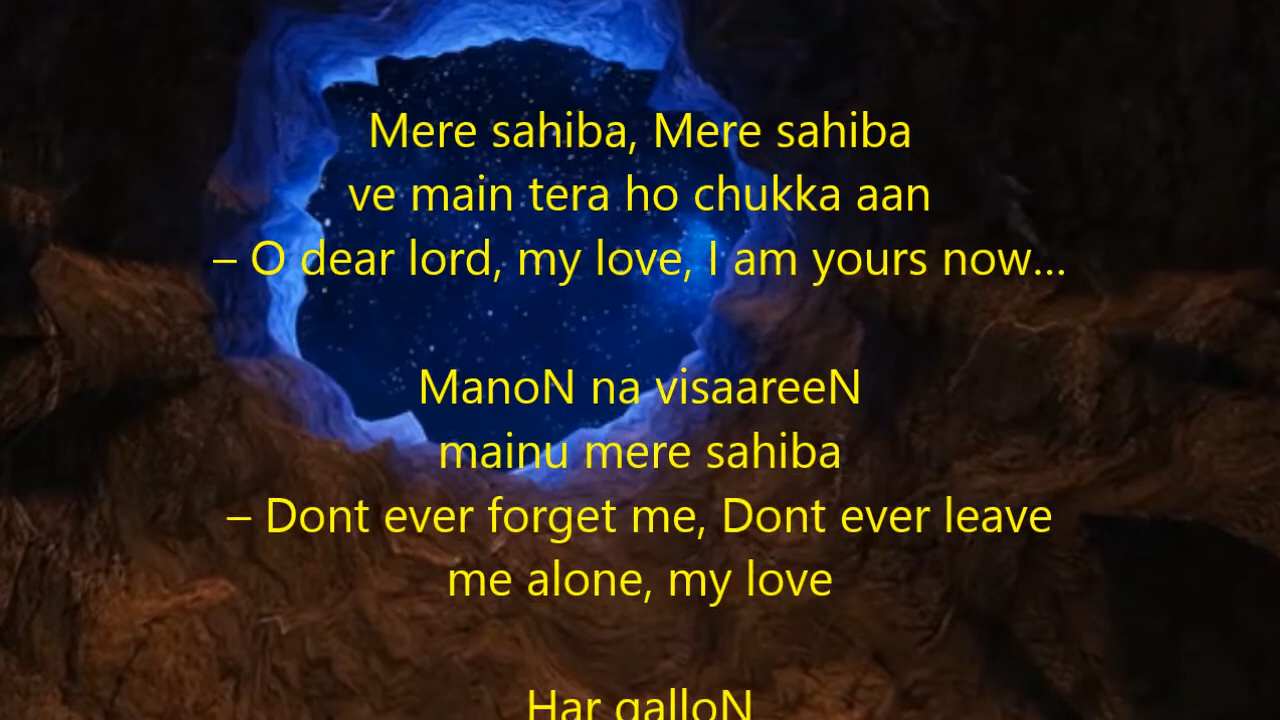 Mere sahiba, Mere sahiba
ve main tera ho chukka aan
– O dear lord, my love, I am yours now...
ManoN na visaareeN
mainu mere sahiba
– Dont ever forget me, Dont ever leave
me alone, my love
Har galloN